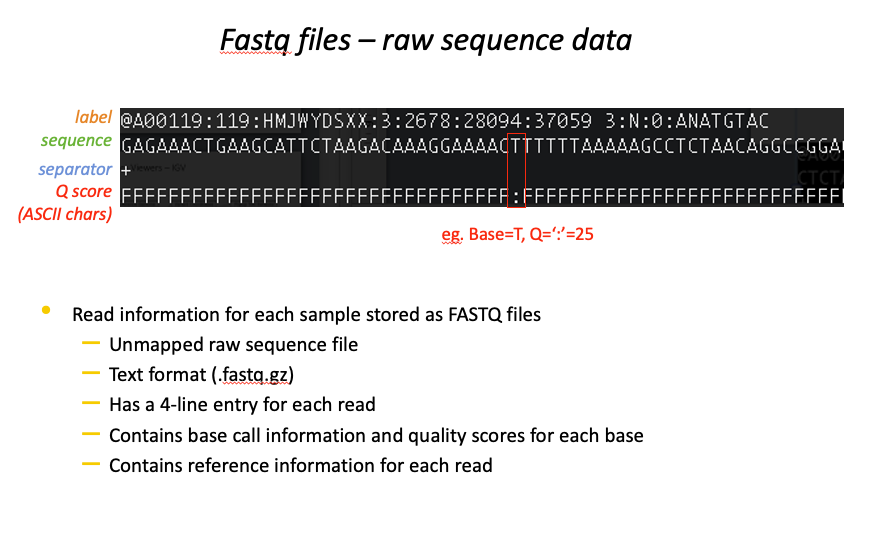 Fastq files – raw sequence data
label
@A00119:119:HMJWYDSXX:3:2678:28094:37059 3:N:0:ANATGTAC
sequence
GAGAAACTGAAGCATTCTAAGACAAAGGAAAACTTTTTTAAAAAGCCTCTAACAGGCCGGA
separator
+
Q score
FFFFFFFFFFFFFFFFFFFFFFFFFFFFFFFFF:FFFFFFFFFFFFFFFFFFFFFFFFFFF
(ASCII chars)
eg. Base=T, Q=‘:’=25
• Read information for each sample stored as FASTQ files
— Unmapped raw sequence file
— Text format (.fastq.gz)
— Has a 4-line entry for each read
— Contains base call information and quality scores for each base
— Contains reference information for each read